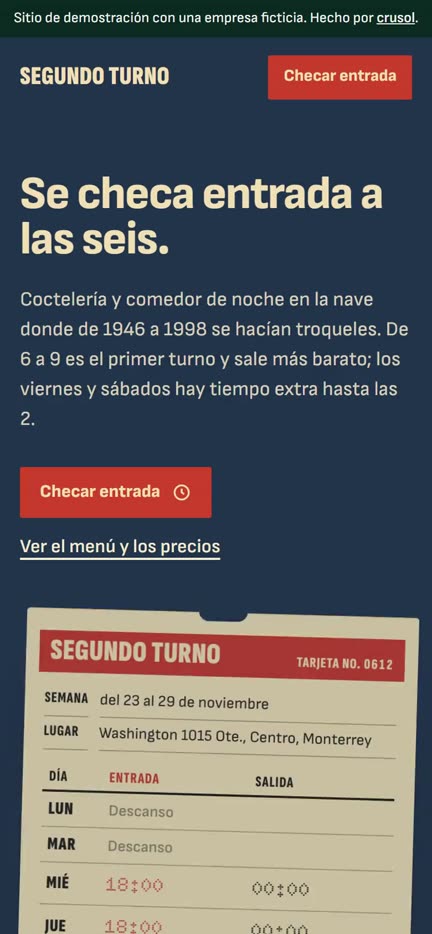 Sitio de demostración con una empresa ficticia. Hecho por crusol.
SEGUNDO TURNO
Checar entrada
Se checa entrada a
las seis.
Coctelería y comedor de noche en la nave
donde de 1946 a 1998 se hacían troqueles. De
6 a 9 es el primer turno y sale más barato; los
viernes y sábados hay tiempo extra hasta las
2.
Checar entrada
Ver el menú y los precios
SEGUNDO TURNO TARJETA NO. 0612
SEMANA del 23 al 29 de noviembre
LUGAR Washington 1015 Ote., Centro, Monterrey
DÍA ENTRADA SALIDA
LUN Descanso
MAR Descanso
MIÉ 18:00 00:00
JUE 18:00 00:00